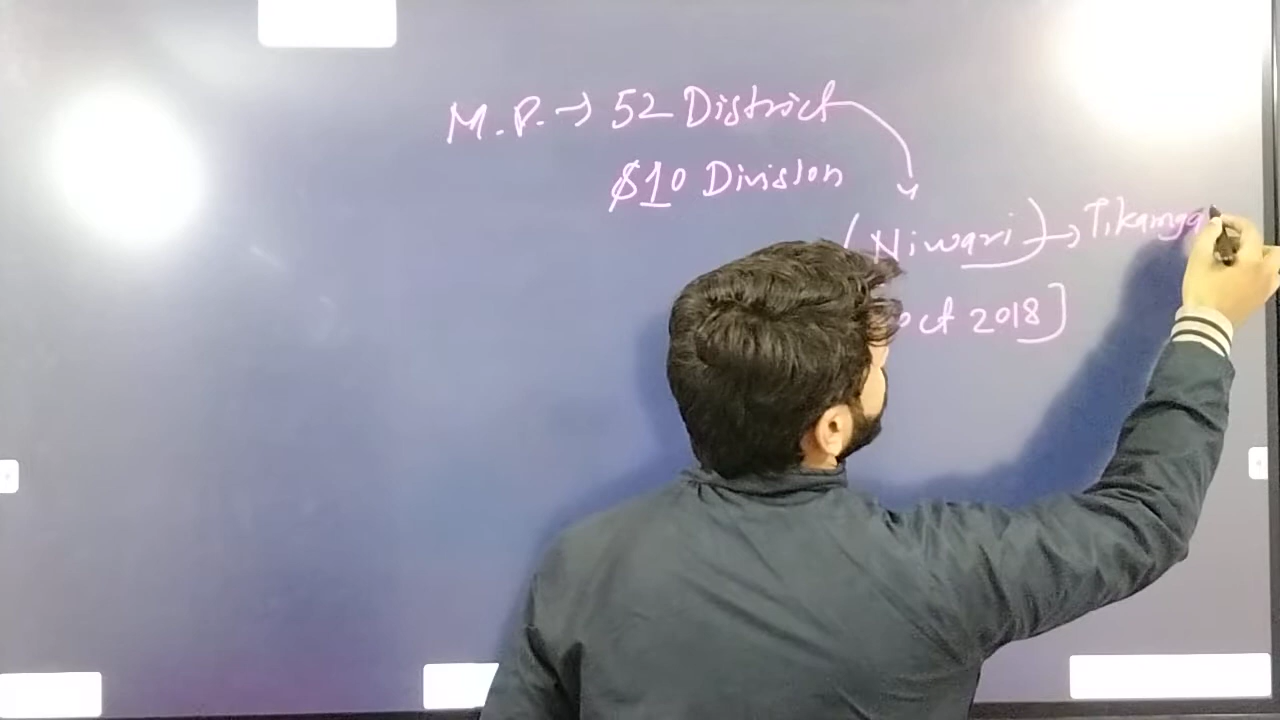 M.P. → 52 District
$10 Division
(Niwari) → Tikamga
oct 2018]